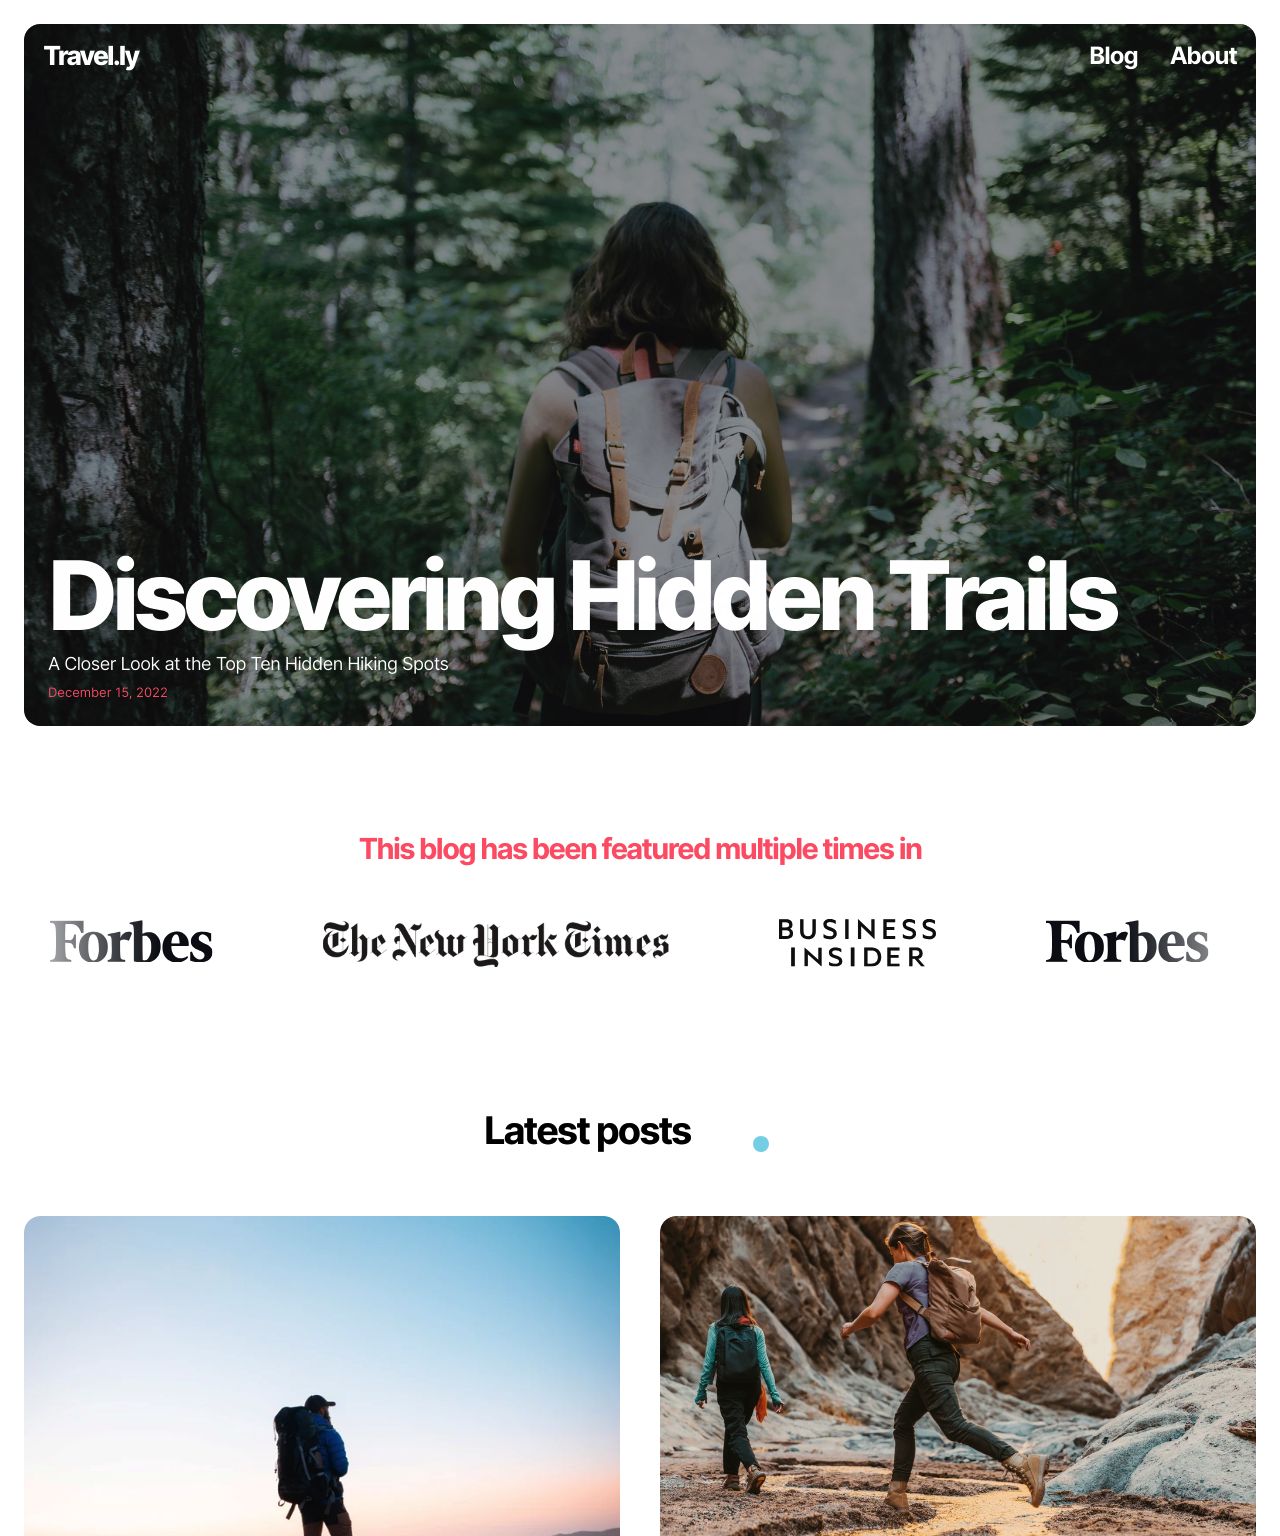 Travel.ly
Blog
About
Discovering Hidden Trails
A Closer Look at the Top Ten Hidden Hiking Spots
December 15, 2022
This blog has been featured multiple times in
Forbes
The New York Times
BUSINESS
INSIDER
Forbes
Latest posts